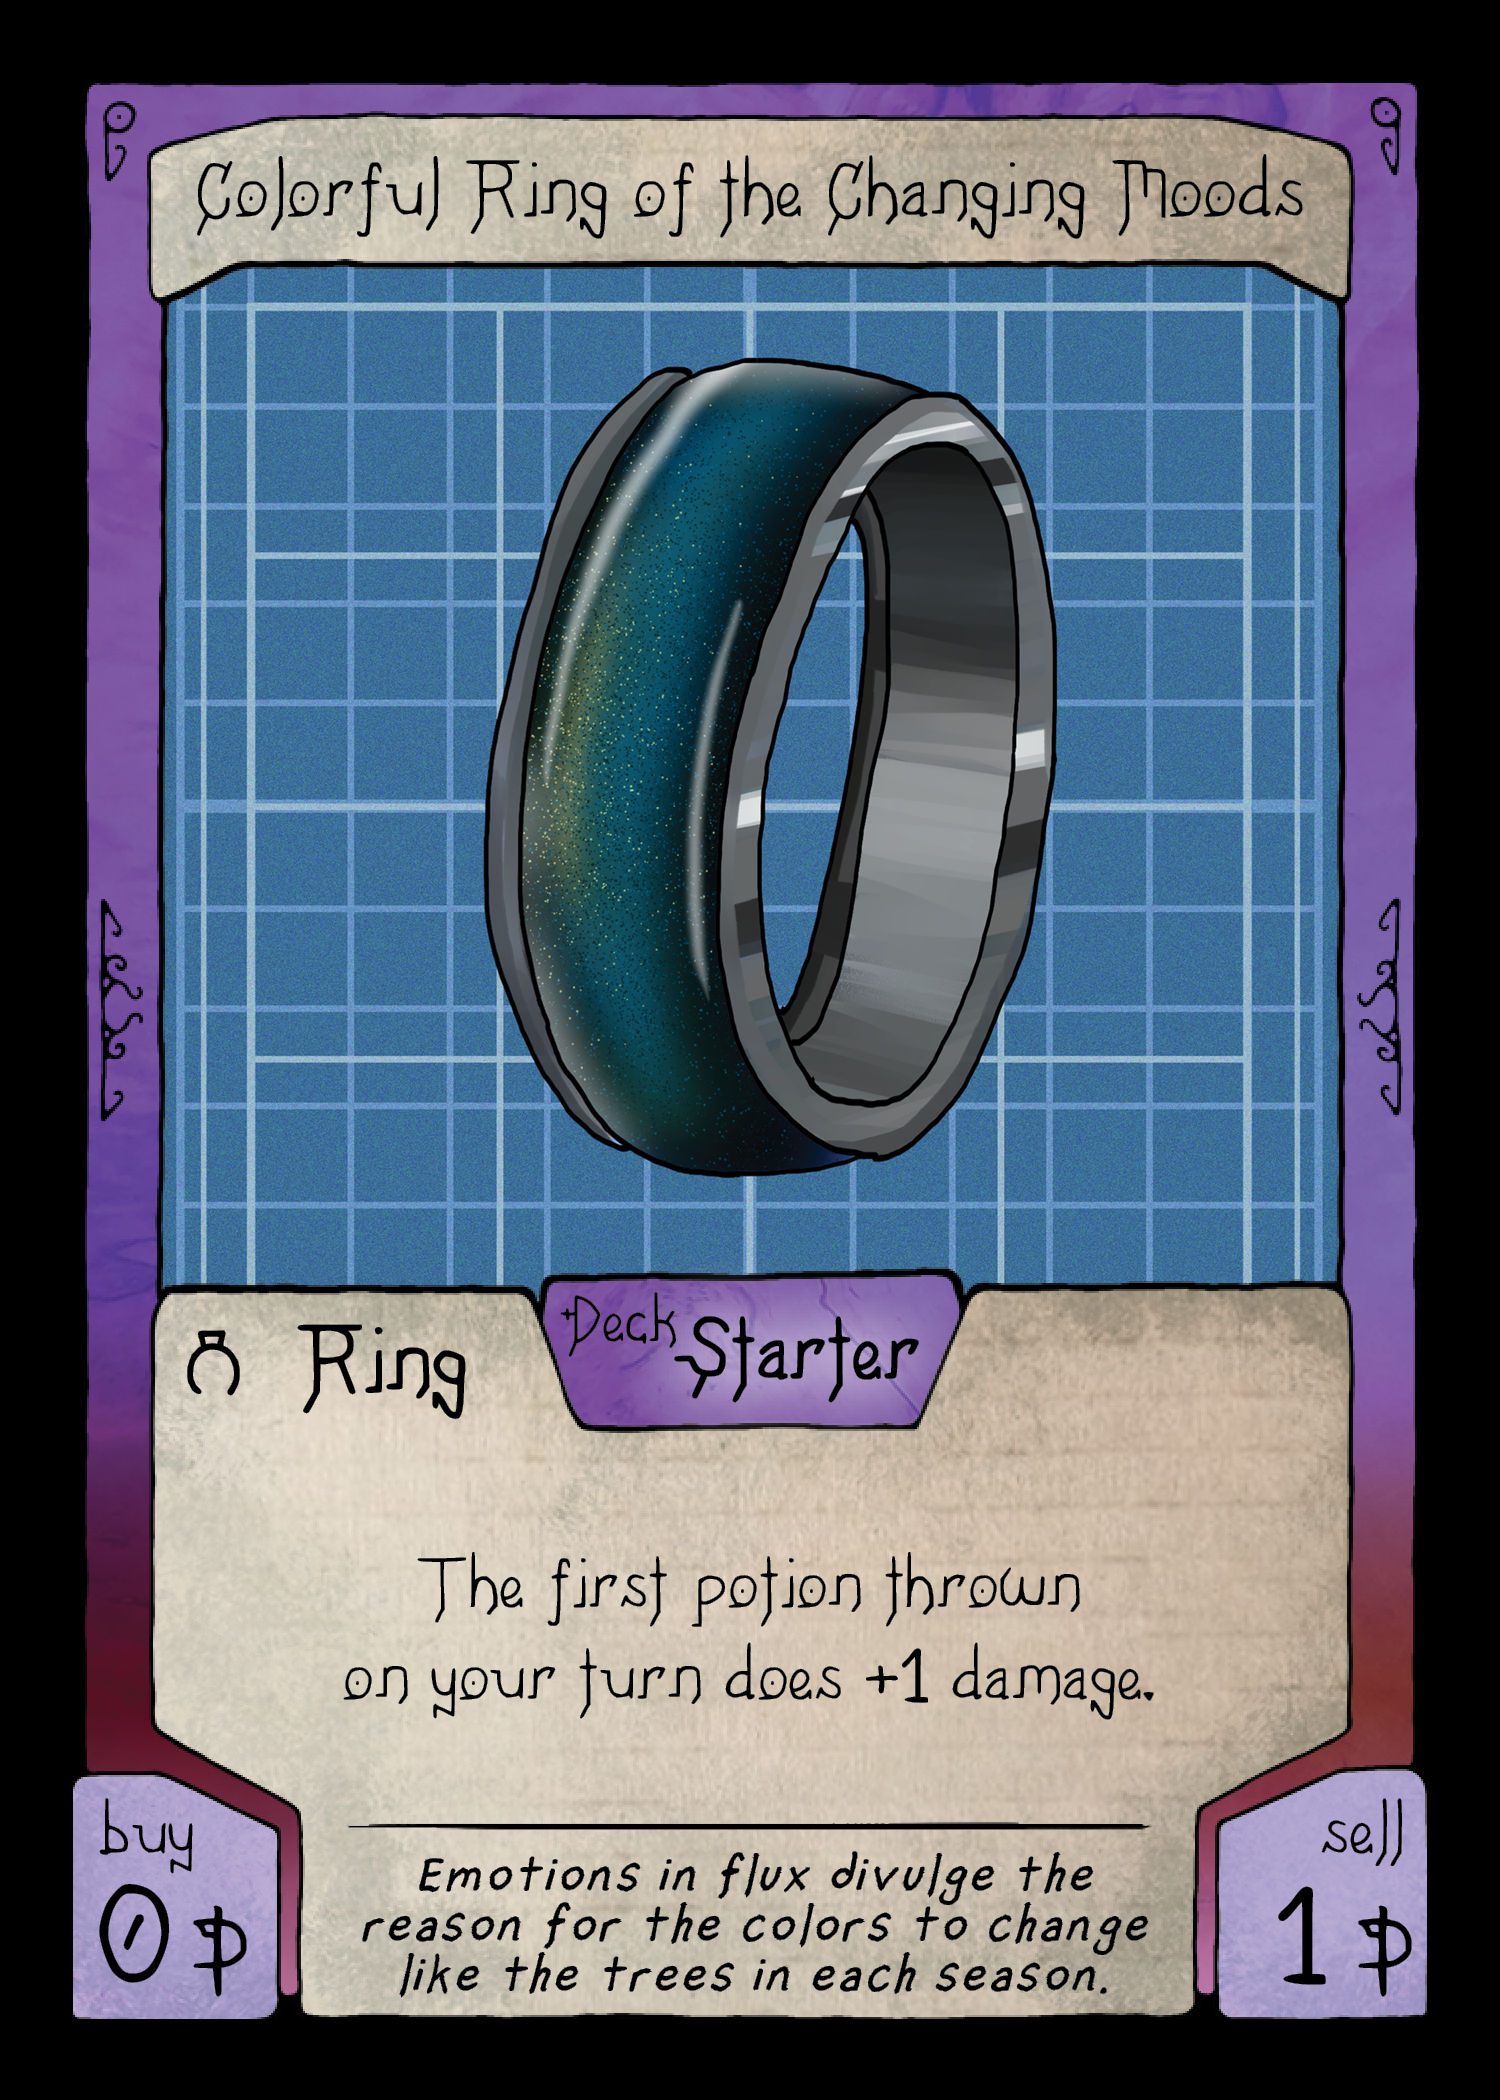 Colorful Ring of the Changing Moods
Ring
Deck Starter
The first potion thrown
on your turn does +1 damage.
Emotions in flux divulge the
reason for the colors to change
like the trees in each season.
buy
0 ₱
sell
1 ₱